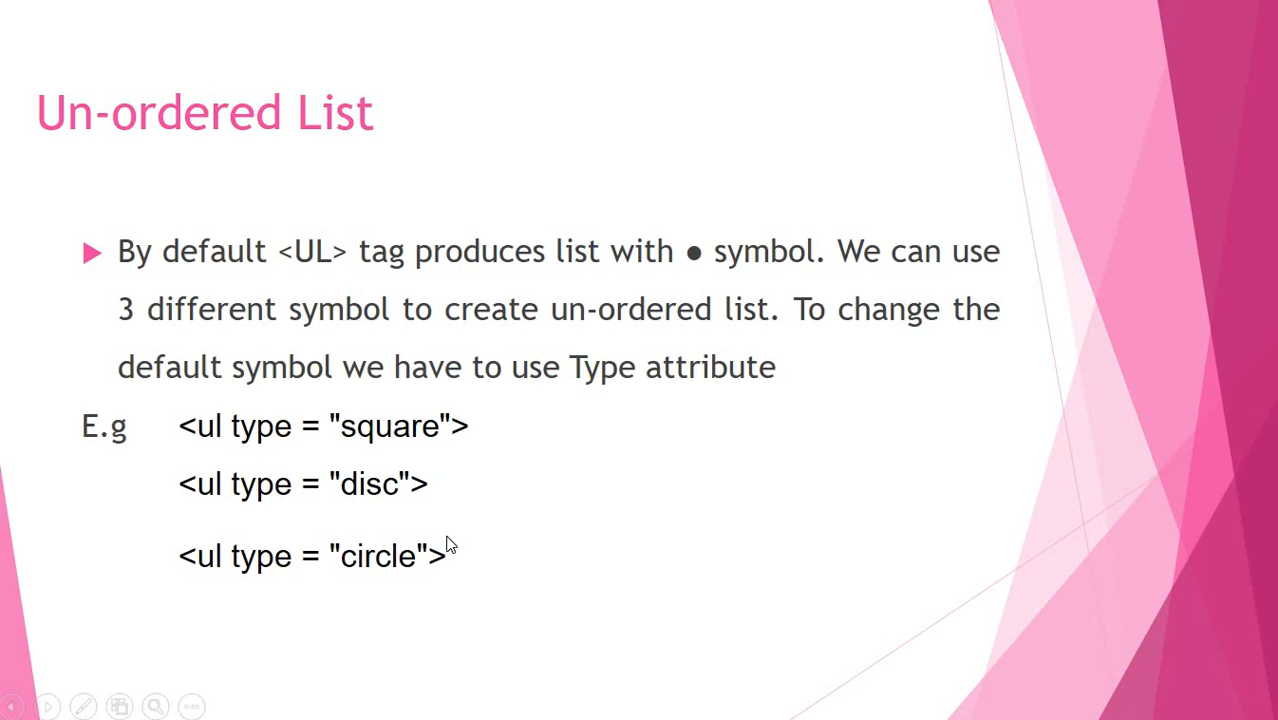 Un-ordered List
By default <UL> tag produces list with ● symbol. We can use
3 different symbol to create un-ordered list. To change the
default symbol we have to use Type attribute
E.g <ul type = "square">
<ul type = "disc">
<ul type = "circle">